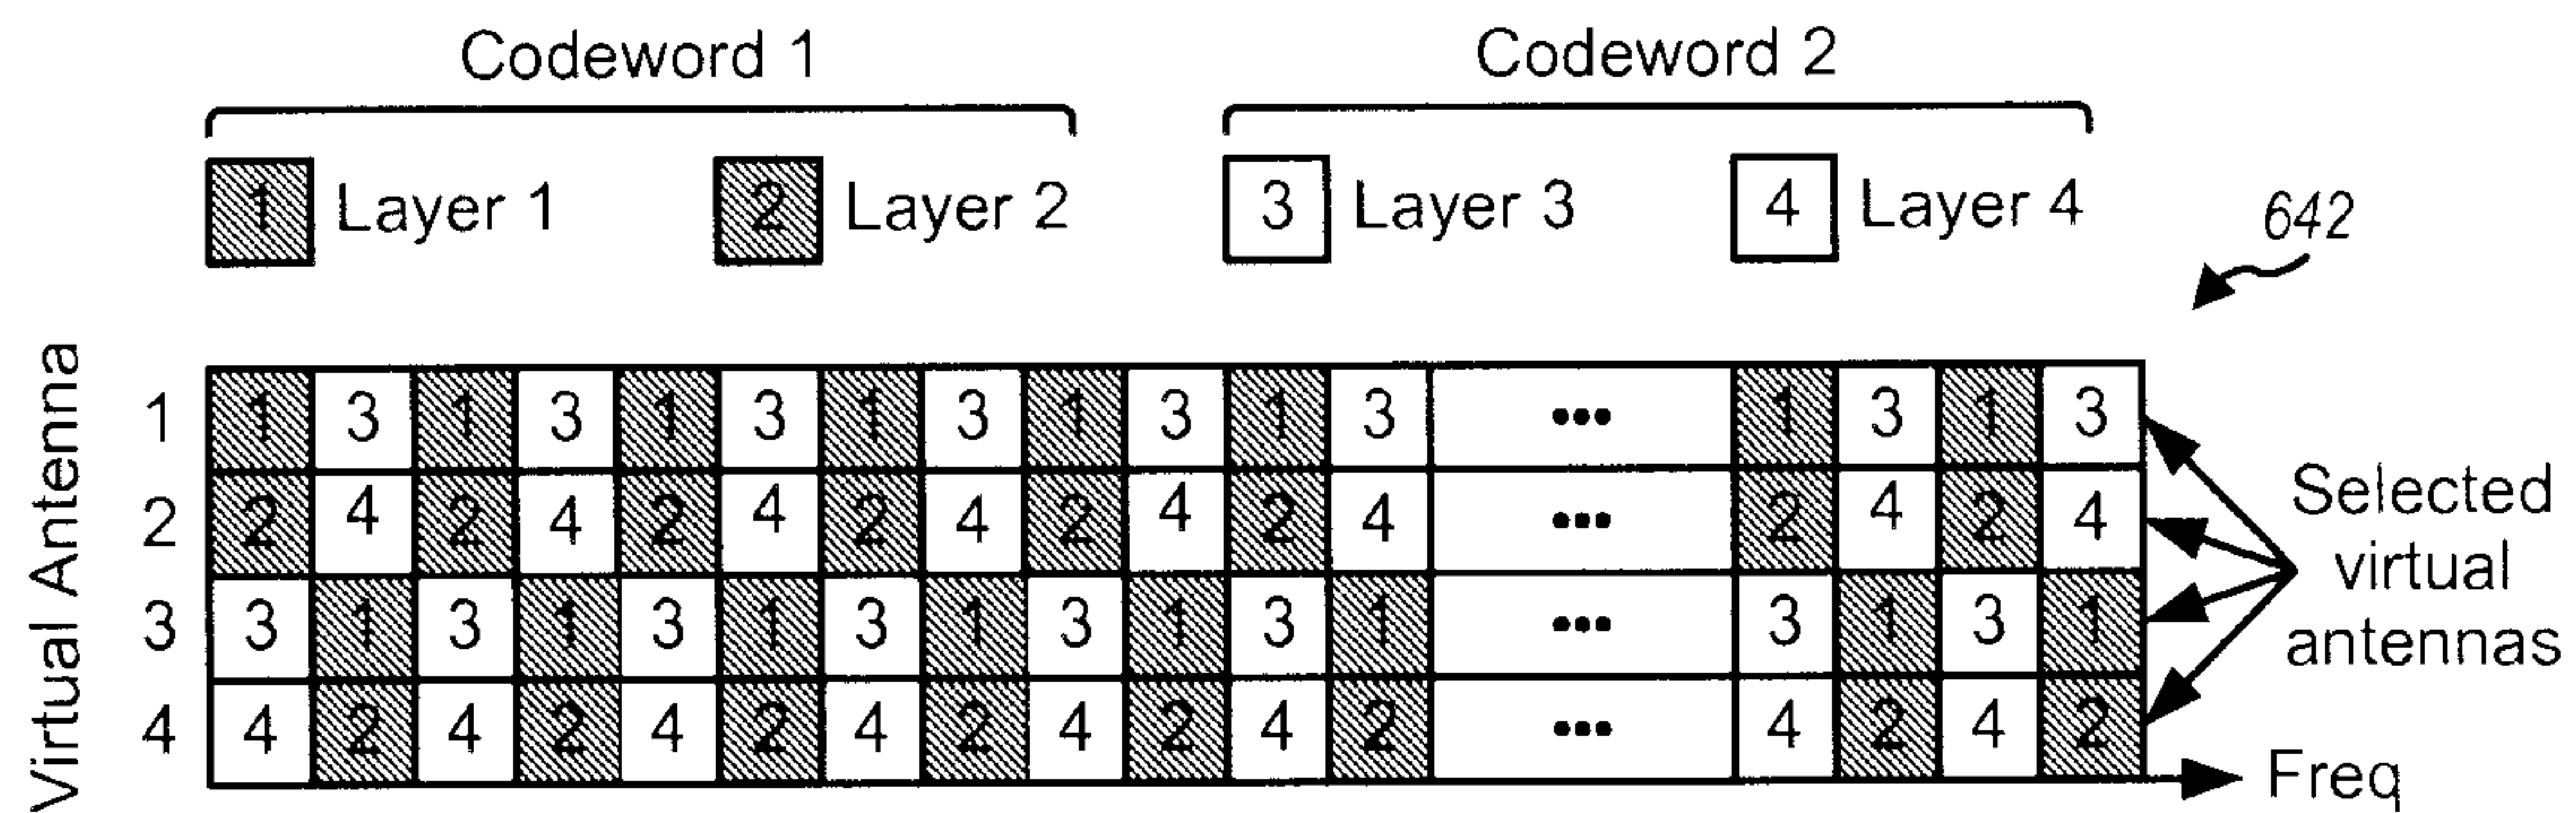 Codeword 1 Codeword 2
1 Layer 1 2 Layer 2 3 Layer 3 4 Layer 4
642
Virtual Antenna
1 1 3 1 3 1 3 1 3 1 3 1 3 ••• 1 3 1 3
2 2 4 2 4 2 4 2 4 2 4 2 4 ••• 2 4 2 4
3 3 1 3 1 3 1 3 1 3 1 3 1 ••• 3 1 3 1
4 4 2 4 2 4 2 4 2 4 2 4 2 ••• 4 2 4 2
Selected
virtual
antennas
Freq